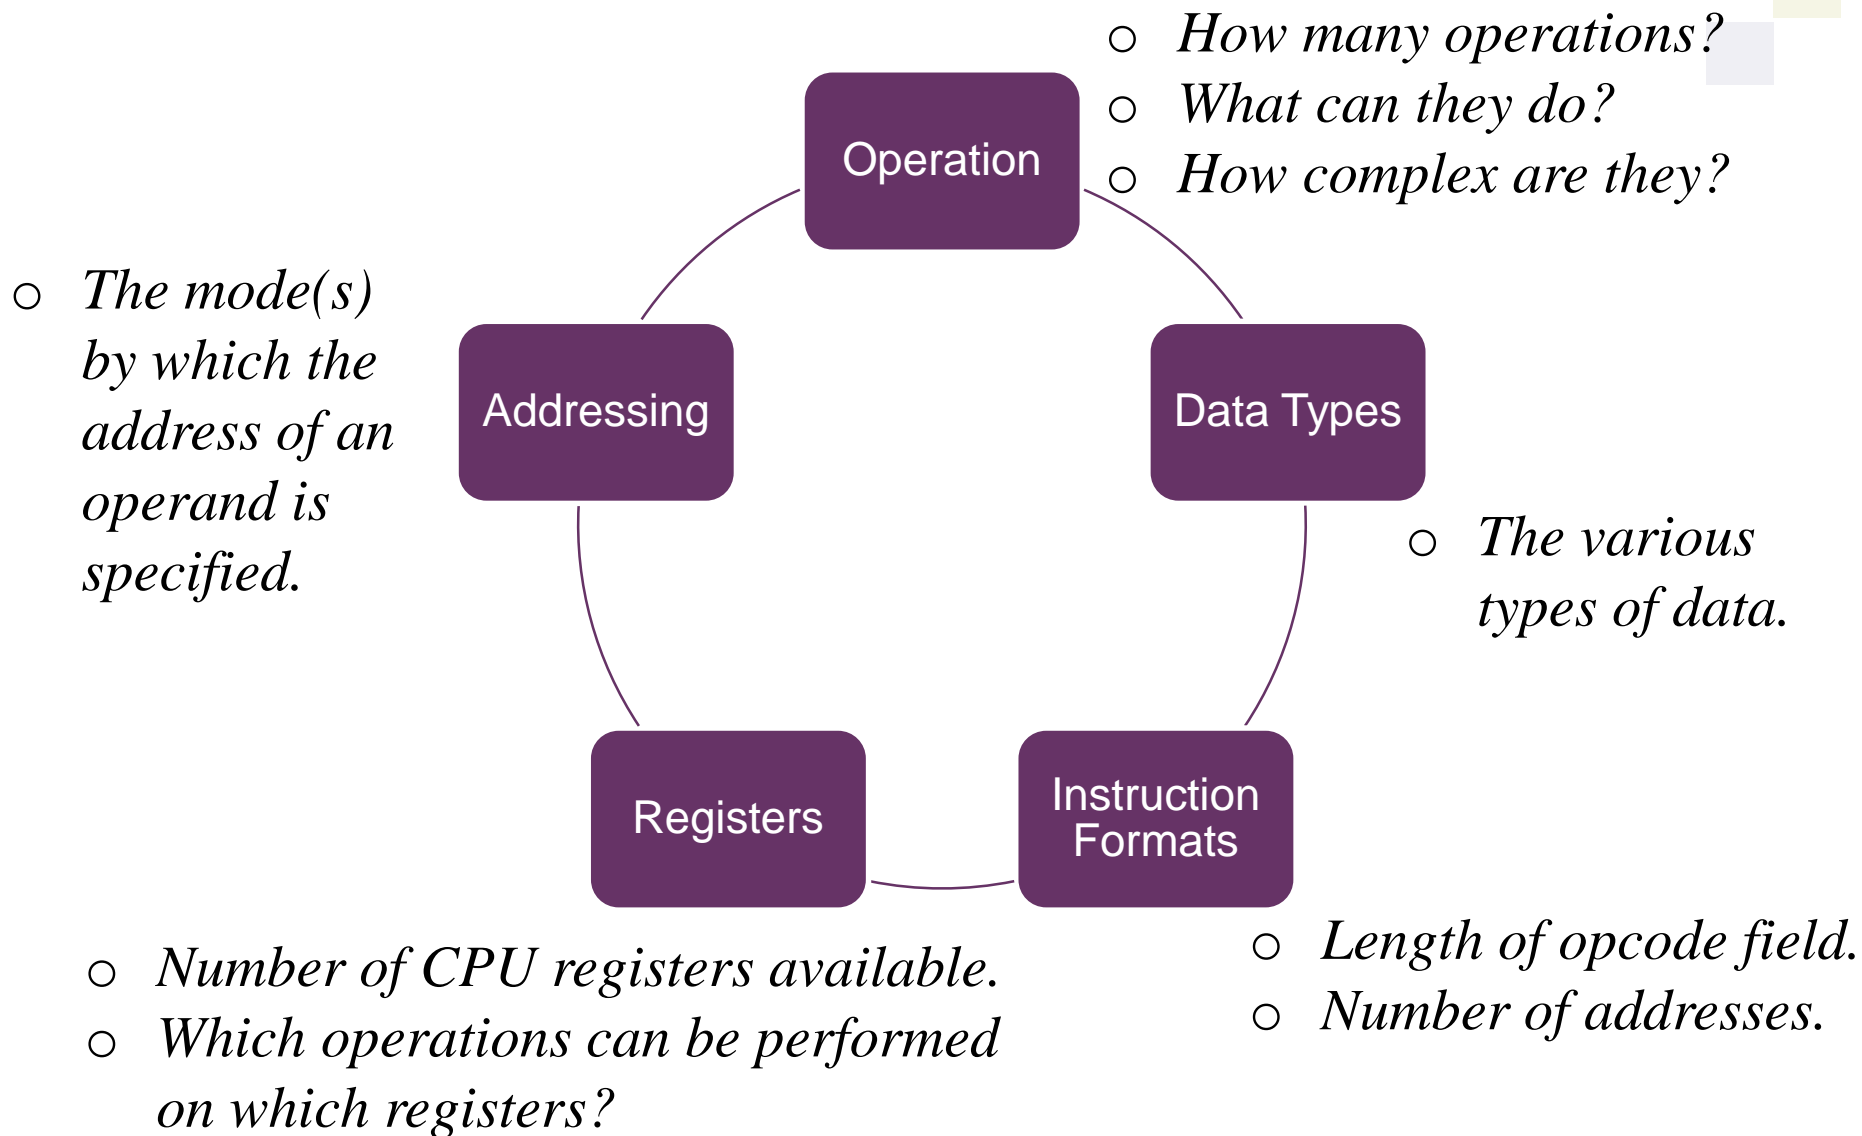 Operation
○ How many operations?
○ What can they do?
○ How complex are they?
Data Types
○ The various
types of data.
Instruction
Formats
○ Length of opcode field.
○ Number of addresses.
Registers
○ Number of CPU registers available.
○ Which operations can be performed
on which registers?
Addressing
○ The mode(s)
by which the
address of an
operand is
specified.